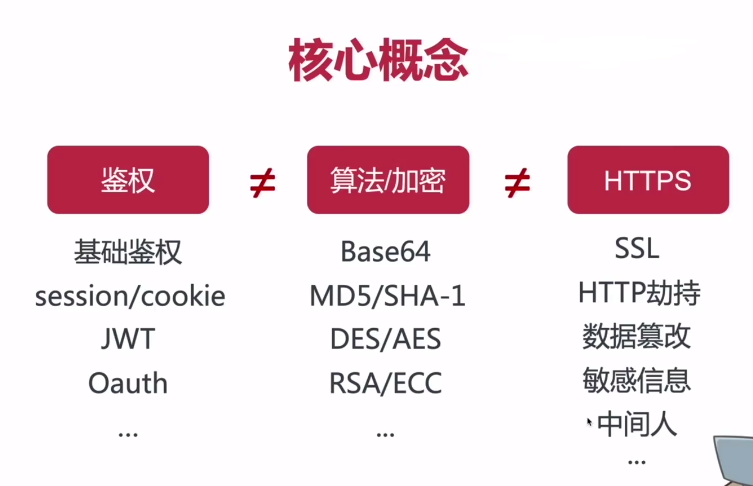 核心概念
鉴权 ≠ 算法/加密 ≠ HTTPS
基础鉴权
session/cookie
JWT
Oauth
...
Base64
MD5/SHA-1
DES/AES
RSA/ECC
...
SSL
HTTP劫持
数据篡改
敏感信息
中间人
...